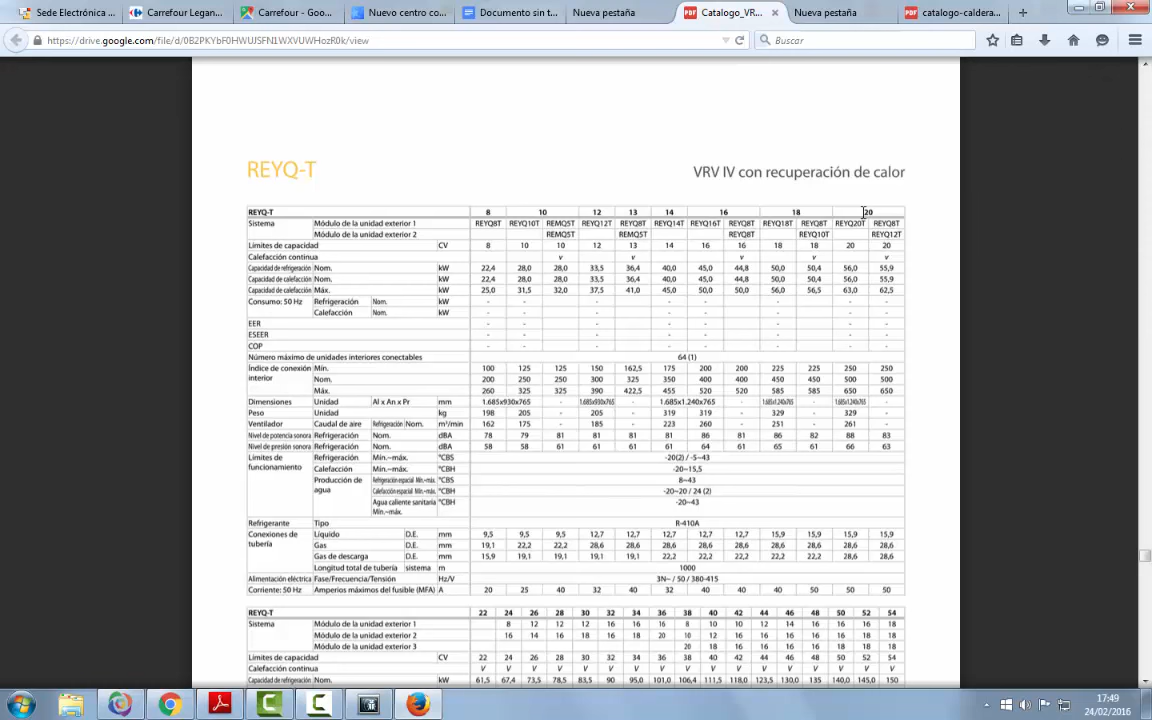 Sede Electrónica ... Carrefour Legan... Carrefour - Goo... Nuevo centro co... Documento sin t... Nueva pestaña Catalogo_VR... Nueva pestaña catalogo-caldera...
https://drive.google.com/file/d/0B2PKYbF0HWUJSFN1WXVUWHozR0k/view Buscar
REYQ-T VRV IV con recuperación de calor
REYQ-T 8 10 12 13 14 16 18 20
Sistema Módulo de la unidad exterior 1 REYQ8T REYQ10T REMQ5T REYQ12T REYQ8T REYQ14T REYQ16T REYQ8T REYQ18T REYQ8T REYQ20T REYQ8T
Módulo de la unidad exterior 2 REMQ5T REMQ5T REYQ8T REYQ10T REYQ12T
Límites de capacidad CV 8 10 10 12 13 14 16 16 18 18 20 20
Calefacción continua v v v v v
Capacidad de refrigeración Nom. kW 22,4 28,0 28,0 33,5 36,4 40,0 45,0 44,8 50,0 50,4 56,0 55,9
Capacidad de calefacción Nom. kW 22,4 28,0 28,0 33,5 36,4 40,0 45,0 44,8 50,0 50,4 56,0 55,9
Capacidad de calefacción Máx. kW 25,0 31,5 32,0 37,5 41,0 45,0 50,0 50,0 56,0 56,5 63,0 62,5
Consumo: 50 Hz Refrigeración Nom. kW - - - - - - - - - - - -
Calefacción Nom. kW - - - - - - -
EER - - - - - - -
ESEER - - - - - - -
COP - - - - - - -
Número máximo de unidades interiores conectables 64 (1)
Índice de conexión interior Mín. 100 125 125 150 162,5 175 200 200 225 225 250 250
Nom. 200 250 250 300 325 350 400 400 450 450 500 500
Máx. 260 325 325 390 422,5 455 520 520 585 585 650 650
Dimensiones Unidad Al x An x Pr mm 1.685x930x765 - 1.685x930x765 - 1.685x1.240x765 - 1.685x1.240x765 - 1.685x1.240x765 -
Peso Unidad kg 198 205 - 205 - 319 319 - 329 - 329 -
Ventilador Caudal de aire Refrigeración Nom. m³/min 162 175 - 185 - 223 260 - 251 - 261 -
Nivel de potencia sonora Refrigeración Nom. dBA 78 79 81 81 81 81 86 81 86 82 88 83
Nivel de presión sonora Refrigeración Nom. dBA 58 58 61 61 61 61 64 61 65 61 66 63
Límites de funcionamiento Refrigeración Mín.~máx. °CBS -20(2) / -5~43
Calefacción Mín.~máx. °CBH -20~15,5
Producción de agua Refrigeración espacial Mín.~máx. °CBS 8~43
Calefacción espacial Mín.~máx. °CBH -20~20 / 24 (2)
Agua caliente sanitaria Mín.~máx. °CBH -20~43
Refrigerante Tipo R-410A
Conexiones de tubería Líquido D.E. mm 9,5 9,5 9,5 12,7 12,7 12,7 12,7 12,7 15,9 15,9 15,9 15,9
Gas D.E. mm 19,1 22,2 22,2 28,6 28,6 28,6 28,6 28,6 28,6 28,6 28,6 28,6
Gas de descarga D.E. mm 15,9 19,1 19,1 19,1 19,1 22,2 22,2 22,2 22,2 22,2 28,6 28,6
Longitud total de tubería sistema m 1000
Alimentación eléctrica Fase/Frecuencia/Tensión Hz/V 3N~ / 50 / 380-415
Corriente: 50 Hz Amperios máximos del fusible (MFA) A 20 25 40 32 40 32 40 40 40 50 50 50
REYQ-T 22 24 26 28 30 32 34 36 38 40 42 44 46 48 50 52 54
Sistema Módulo de la unidad exterior 1 8 12 12 12 16 16 16 8 10 10 12 14 16 16 16 18
Módulo de la unidad exterior 2 16 14 16 18 16 18 20 10 12 16 16 16 16 16 18 18
Módulo de la unidad exterior 3 20 18 16 16 16 16 18 18 18
Límites de capacidad CV 22 24 26 28 30 32 34 36 38 40 42 44 46 48 50 52 54
Calefacción continua V V V V V V V V V V V V V V V V V
Capacidad de refrigeración Nom. kW 61,5 67,4 73,5 78,5 83,5 90 95,0 101,0 106,4 111,5 118,0 123,5 130,0 135 140,0 145,0 150
17:49
24/02/2016